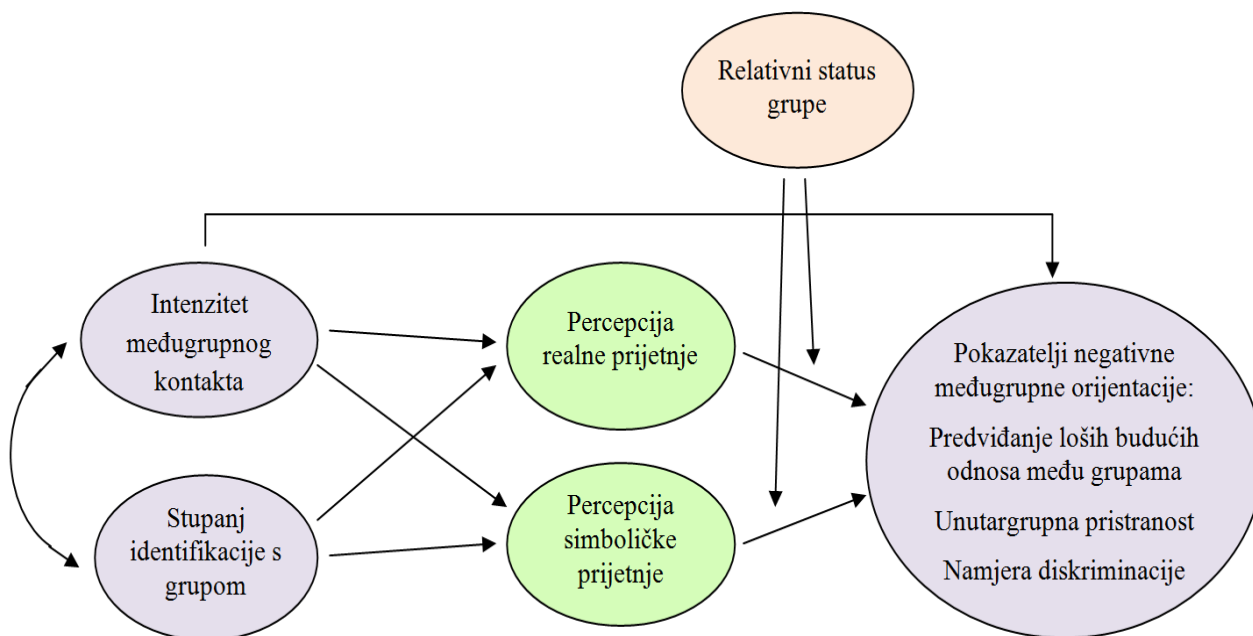 Relativni status
grupe
Intenzitet
međugrupnog
kontakta
Percepcija
realne prijetnje
Stupanj
identifikacije s
grupom
Percepcija
simboličke
prijetnje
Pokazatelji negativne
međugrupne orijentacije:
Predviđanje loših budućih
odnosa među grupama
Unutargrupna pristranost
Namjera diskriminacije